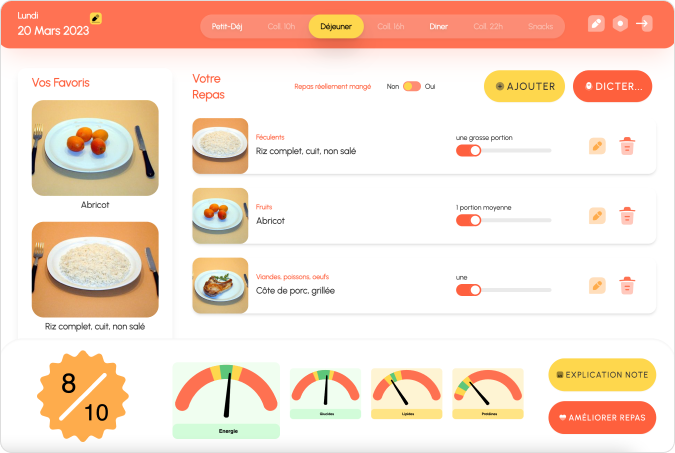 Lundi
20 Mars 2023
Petit-Déj
Coll. 10h
Déjeuner
Coll. 16h
Diner
Coll. 22h
Snacks
Vos Favoris
Abricot
Riz complet, cuit, non salé
Votre
Repas
Repas réellement mangé
Non
Oui
AJOUTER
DICTER...
Féculents
Riz complet, cuit, non salé
une grosse portion
Fruits
Abricot
1 portion moyenne
Viandes, poissons, oeufs
Côte de porc, grillée
une
8
10
Energie
Glucides
Lipides
Protéines
EXPLICATION NOTE
AMÉLIORER REPAS